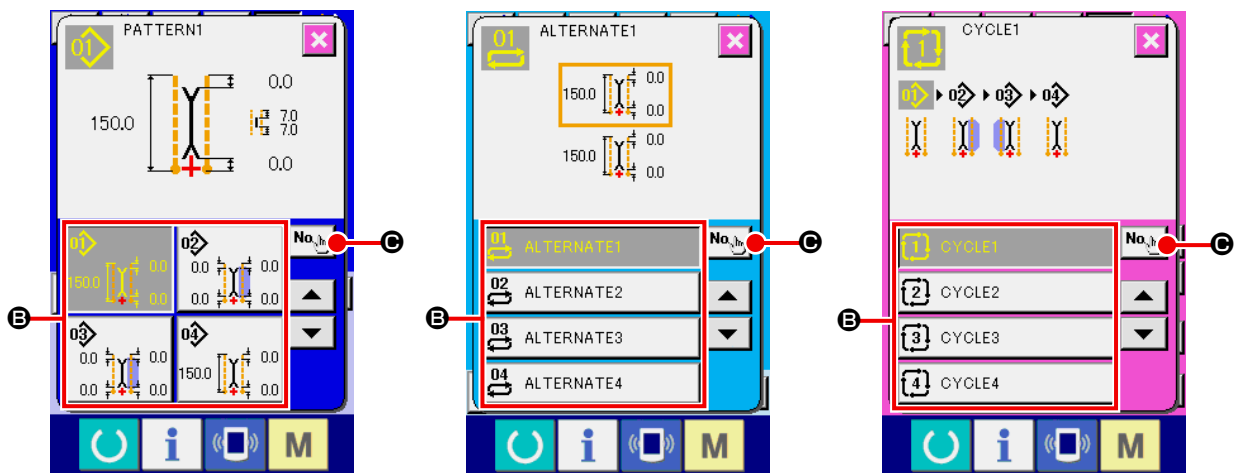 01 PATTERN1
0.0
150.0
7.0
7.0
0.0
01 02
No.
C
150.0 0.0 0.0
0.0 0.0 0.0 0.0
B
03 04
0.0 0.0 0.0 0.0
150.0 0.0 0.0
i M
01 ALTERNATE1
150.0 0.0
0.0
150.0 0.0
0.0
01 ALTERNATE1
No.
C
02 ALTERNATE2
B
03 ALTERNATE3
04 ALTERNATE4
i M
1 CYCLE1
01 02 03 04
1 CYCLE1
No.
C
2 CYCLE2
B
3 CYCLE3
4 CYCLE4
i M